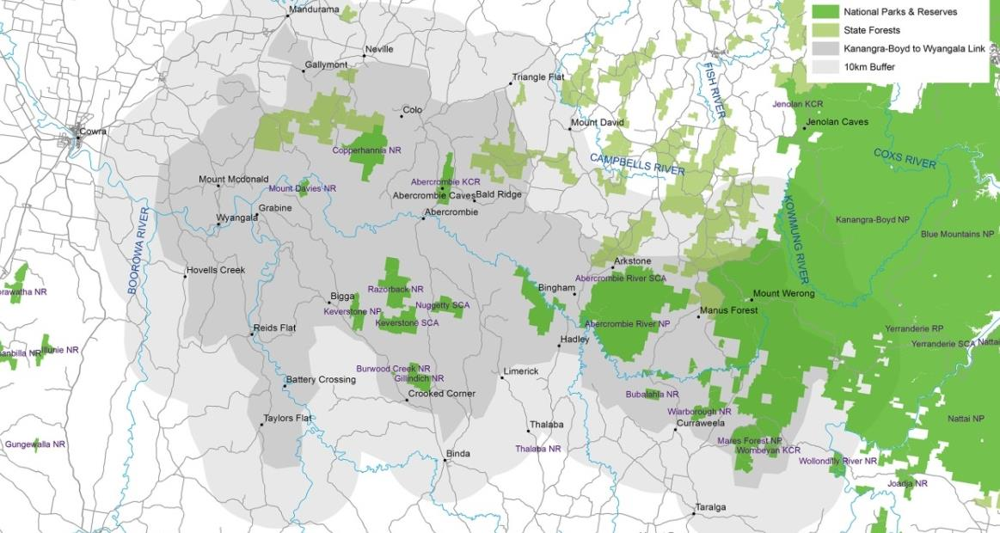 National Parks & Reserves
State Forests
Kanangra-Boyd to Wyangala Link
10km Buffer
Mandurama
Neville
Gallymont
Triangle Flat
FISH RIVER
Jenolan KCR
Colo
Jenolan Caves
Mount David
Cowra
Copperhannia NR
COXS RIVER
CAMPBELLS RIVER
Mount Mcdonald
Mount Davies NR
Abercrombie KCR
Abercrombie Caves
Bald Ridge
Grabine
Wyangala
Abercrombie
BOOROWA RIVER
KOWMUNG RIVER
Kanangra-Boyd NP
Blue Mountains NP
Hovells Creek
Arkstone
Abercrombie River SCA
Razorback NR
Bingham
Mount Werong
Bigga
Nuggetty SCA
Keverstone NP
Manus Forest
Keverstone SCA
Abercrombie River NP
Reids Flat
Yerranderie RP
Hadley
Yerranderie SCA
Nattai
Illunie NR
Burwood Creek NR
Gillindich NR
Limerick
Battery Crossing
Crooked Corner
Bubalahla NR
Wiarborough NR
Taylors Flat
Curraweela
Nattai NP
Thalaba
Mares Forest NP
Gungewalla NR
Thalaba NR
Wombeyan KCR
Binda
Wollondilly River NR
Joadja NR
Taralga